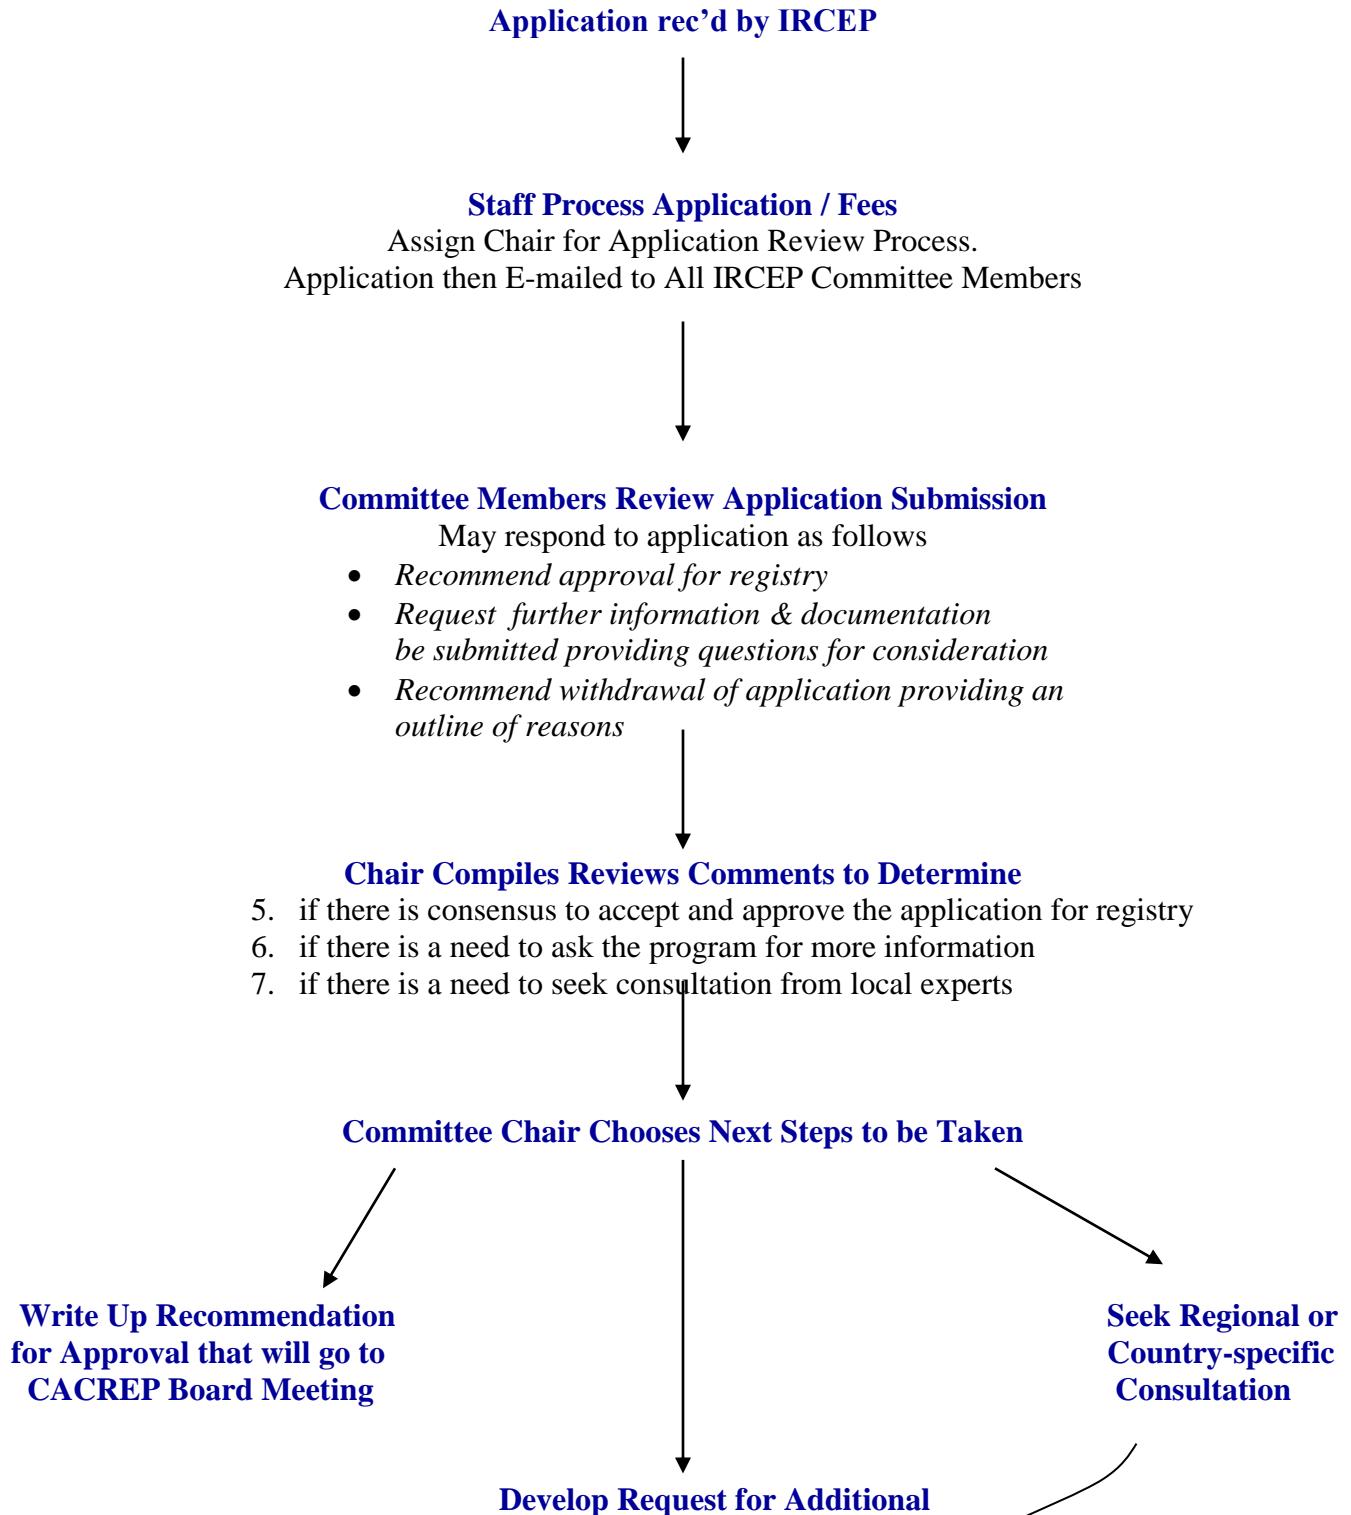 Application rec’d by IRCEP
Staff Process Application / Fees
Assign Chair for Application Review Process.
Application then E-mailed to All IRCEP Committee Members
Committee Members Review Application Submission
May respond to application as follows
• Recommend approval for registry
• Request further information & documentation
be submitted providing questions for consideration
• Recommend withdrawal of application providing an
outline of reasons
Chair Compiles Reviews Comments to Determine
5. if there is consensus to accept and approve the application for registry
6. if there is a need to ask the program for more information
7. if there is a need to seek consultation from local experts
Committee Chair Chooses Next Steps to be Taken
Write Up Recommendation
for Approval that will go to
CACREP Board Meeting
Seek Regional or
Country-specific
Consultation
Develop Request for Additional